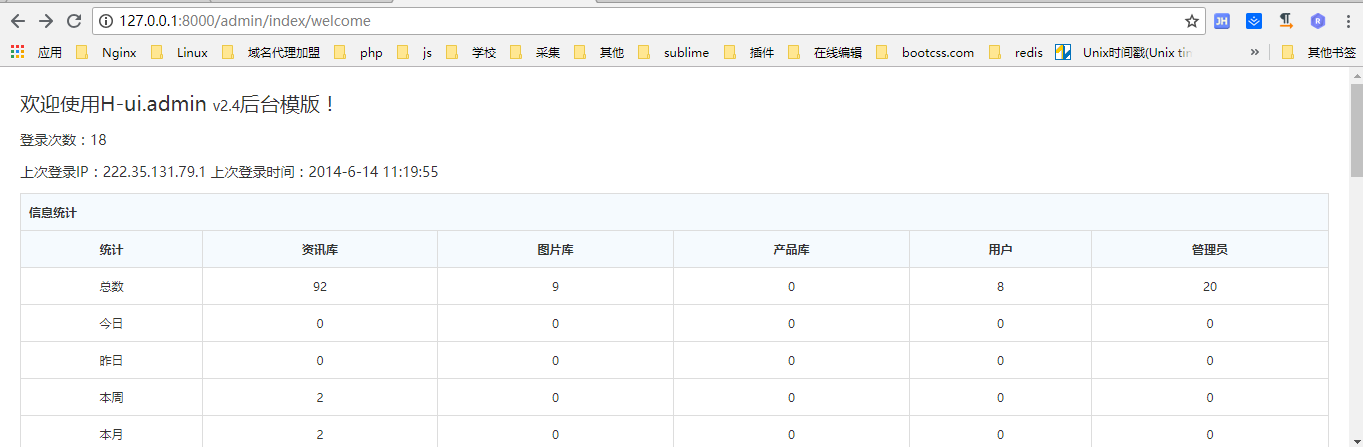 127.0.0.1:8000/admin/index/welcome
应用 Nginx Linux 域名代理加盟 php js 学校 采集 其他 sublime 插件 在线编辑 bootcss.com redis Unix时间戳(Unix tin » 其他书签
欢迎使用H-ui.admin v2.4后台模版！
登录次数：18
上次登录IP：222.35.131.79.1 上次登录时间：2014-6-14 11:19:55
信息统计
统计 资讯库 图片库 产品库 用户 管理员
总数 92 9 0 8 20
今日 0 0 0 0 0
昨日 0 0 0 0 0
本周 2 0 0 0 0
本月 2 0 0 0 0